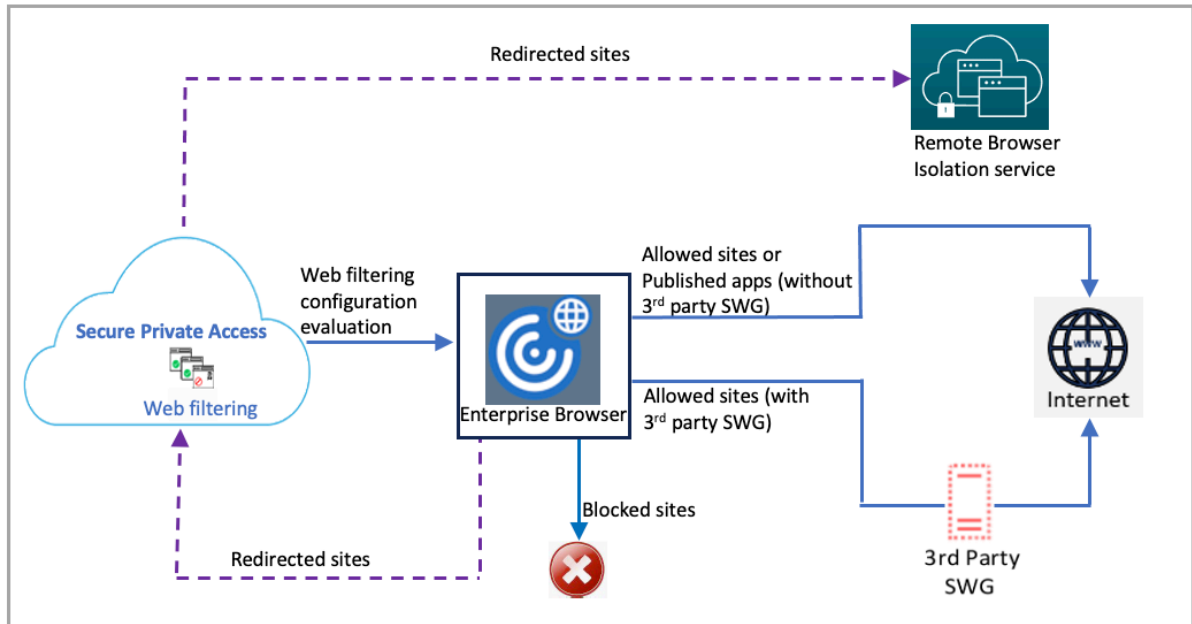 Redirected sites
Remote Browser
Isolation service
Web filtering
configuration
evaluation
Allowed sites or
Published apps (without
3rd party SWG)
Secure Private Access
Web filtering
Enterprise Browser
Allowed sites (with
3rd party SWG)
WWW
Internet
Blocked sites
Redirected sites
3rd Party
SWG